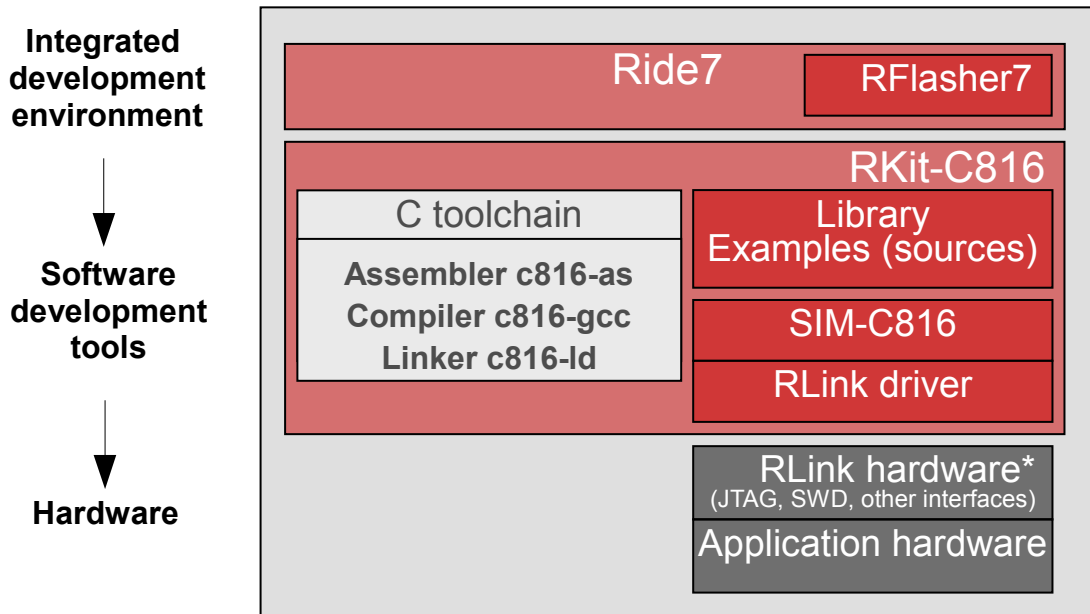 Integrated
development
environment
Software
development
tools
Hardware
Ride7
RFlasher7
RKit-C816
C toolchain
Assembler c816-as
Compiler c816-gcc
Linker c816-ld
Library
Examples (sources)
SIM-C816
RLink driver
RLink hardware*
(JTAG, SWD, other interfaces)
Application hardware